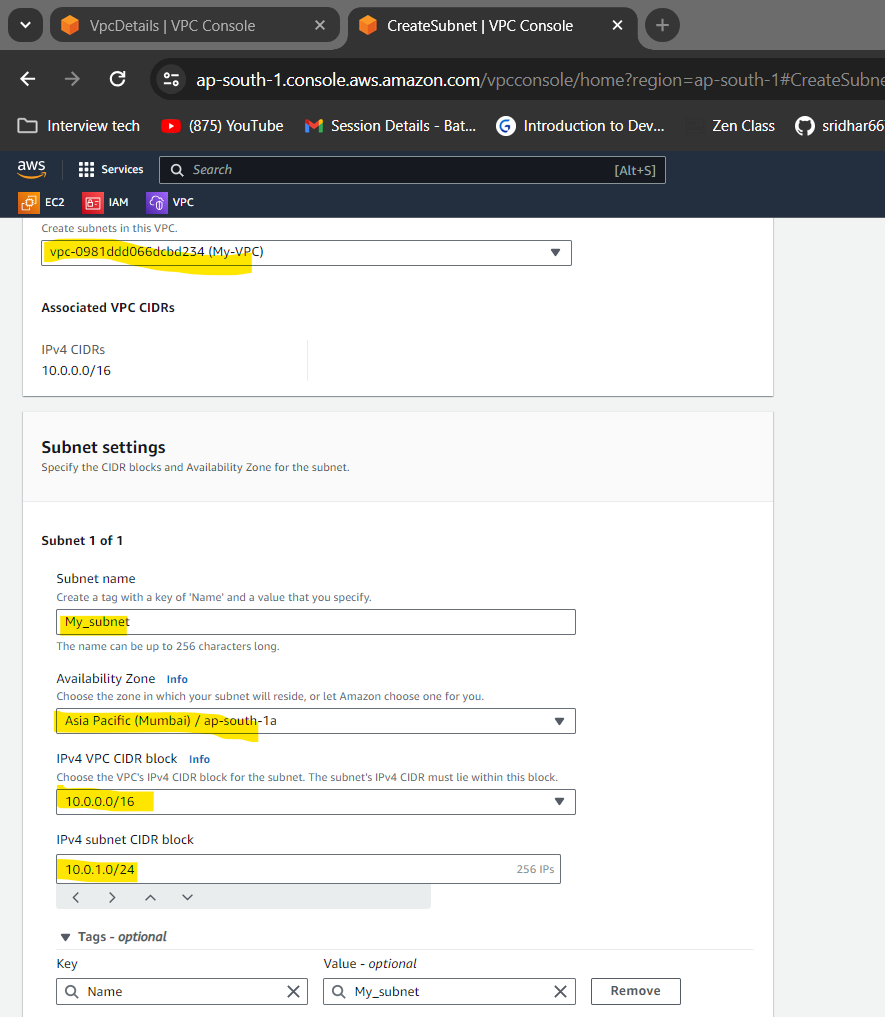 VpcDetails | VPC Console
CreateSubnet | VPC Console
ap-south-1.console.aws.amazon.com/vpcconsole/home?region=ap-south-1#CreateSubne
Interview tech
(875) YouTube
Session Details - Bat...
Introduction to Dev...
Zen Class
sridhar66
aws
Services
Search
[Alt+S]
EC2
IAM
VPC
Create subnets in this VPC.
vpc-0981ddd066dcbd234 (My-VPC)
Associated VPC CIDRs
IPv4 CIDRs
10.0.0.0/16
Subnet settings
Specify the CIDR blocks and Availability Zone for the subnet.
Subnet 1 of 1
Subnet name
Create a tag with a key of 'Name' and a value that you specify.
My_subnet
The name can be up to 256 characters long.
Availability Zone Info
Choose the zone in which your subnet will reside, or let Amazon choose one for you.
Asia Pacific (Mumbai) / ap-south-1a
IPv4 VPC CIDR block Info
Choose the VPC's IPv4 CIDR block for the subnet. The subnet's IPv4 CIDR must lie within this block.
10.0.0.0/16
IPv4 subnet CIDR block
10.0.1.0/24
256 IPs
Tags - optional
Key
Value - optional
Name
My_subnet
Remove